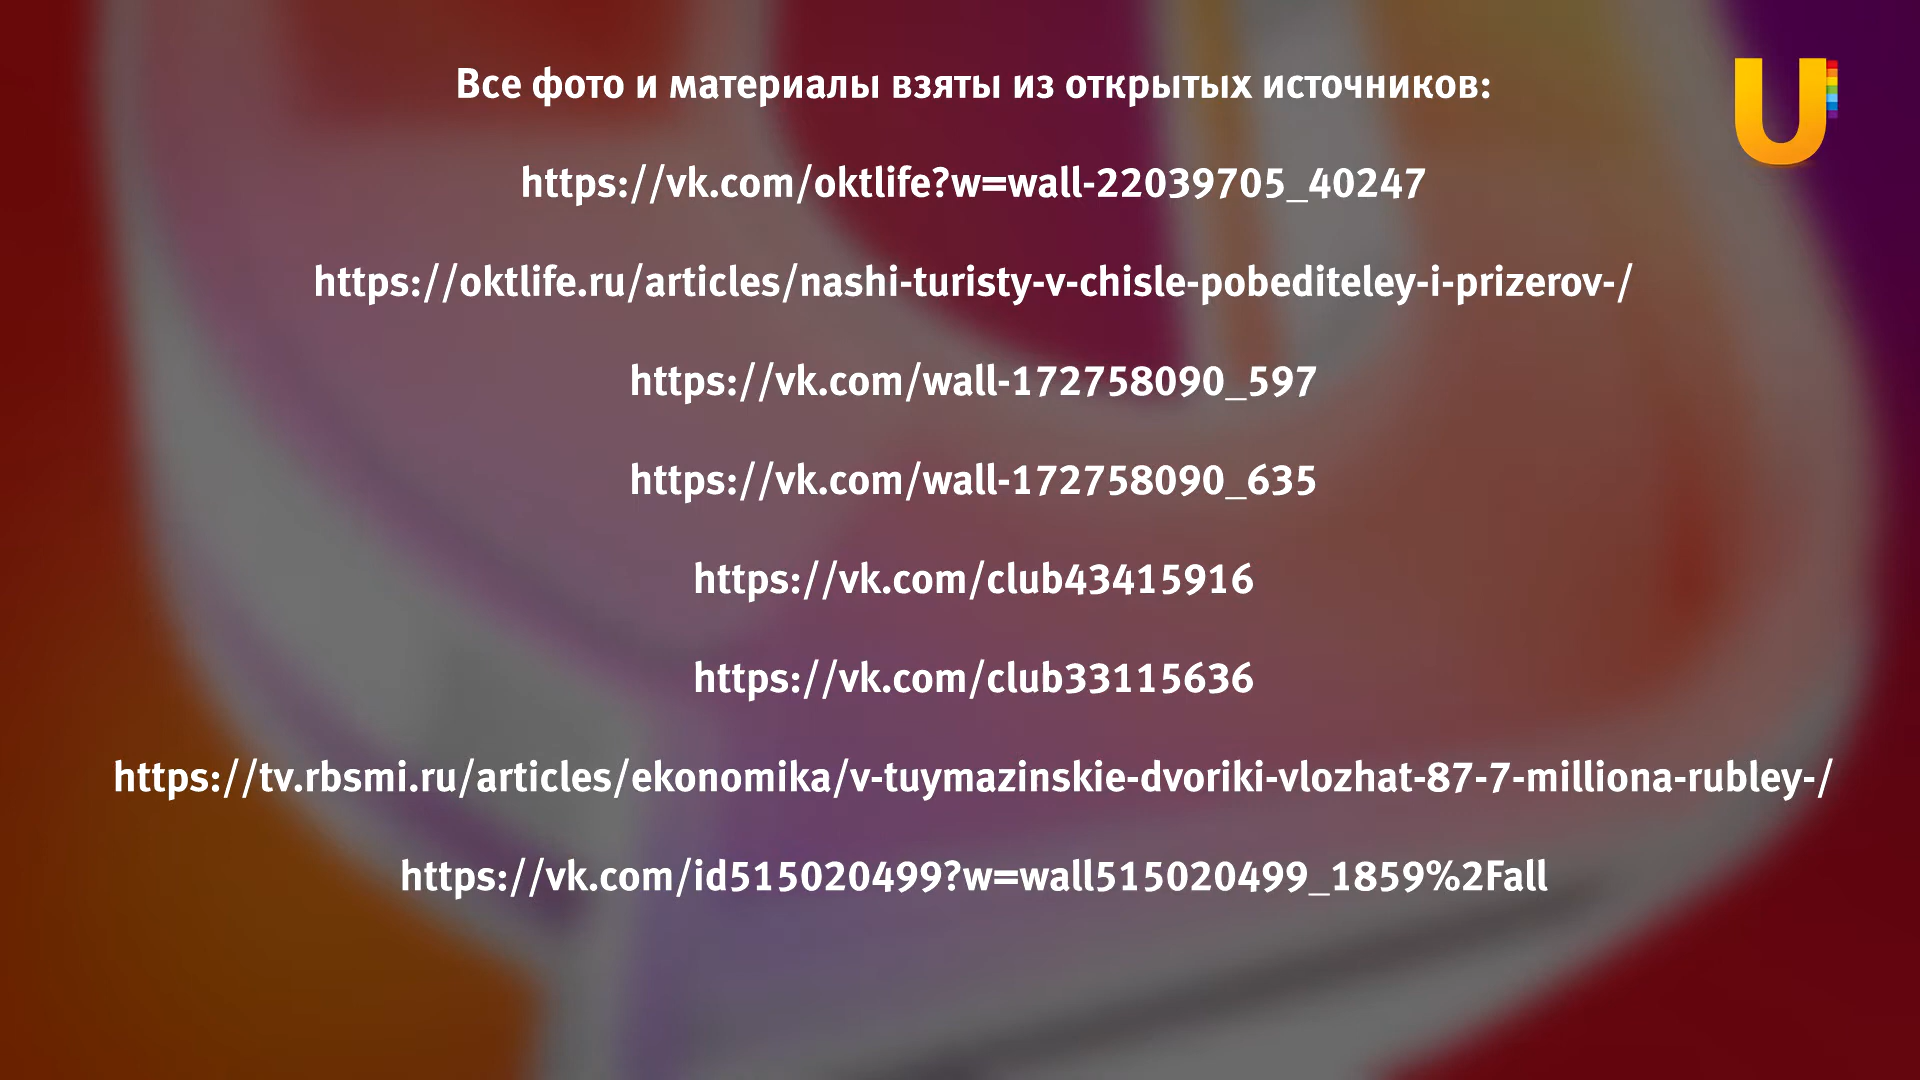 Все фото и материалы взяты из открытых источников:
U
https://vk.com/oktlife?w=wall-22039705_40247
https://oktlife.ru/articles/nashi-turisty-v-chisle-pobediteley-i-prizerov-/
https://vk.com/wall-172758090_597
https://vk.com/wall-172758090_635
https://vk.com/club43415916
https://vk.com/club33115636
https://tv.rbsmi.ru/articles/ekonomika/v-tuymazinskie-dvoriki-vlozhat-87-7-milliona-rubley-/
https://vk.com/id515020499?w=wall515020499_1859%2Fall